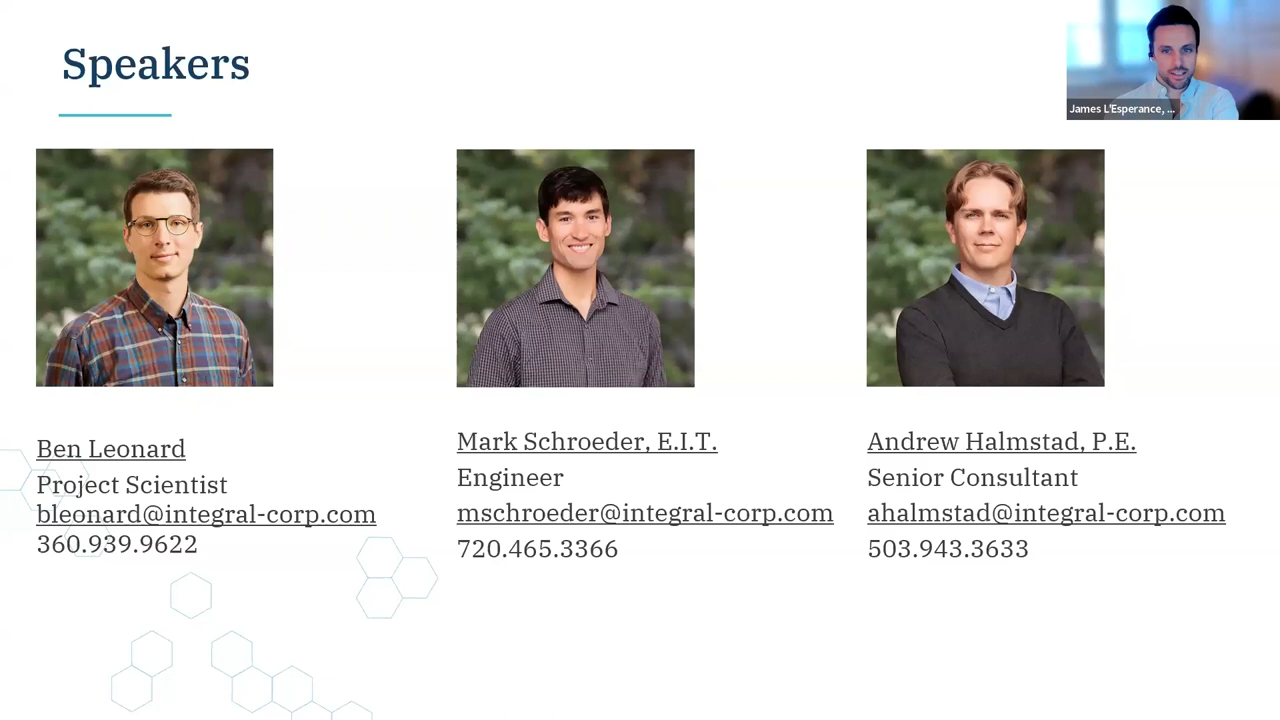 Speakers
James L'Esperance, ...
Ben Leonard
Project Scientist
bleonard@integral-corp.com
360.939.9622
Mark Schroeder, E.I.T.
Engineer
mschroeder@integral-corp.com
720.465.3366
Andrew Halmstad, P.E.
Senior Consultant
ahalmstad@integral-corp.com
503.943.3633